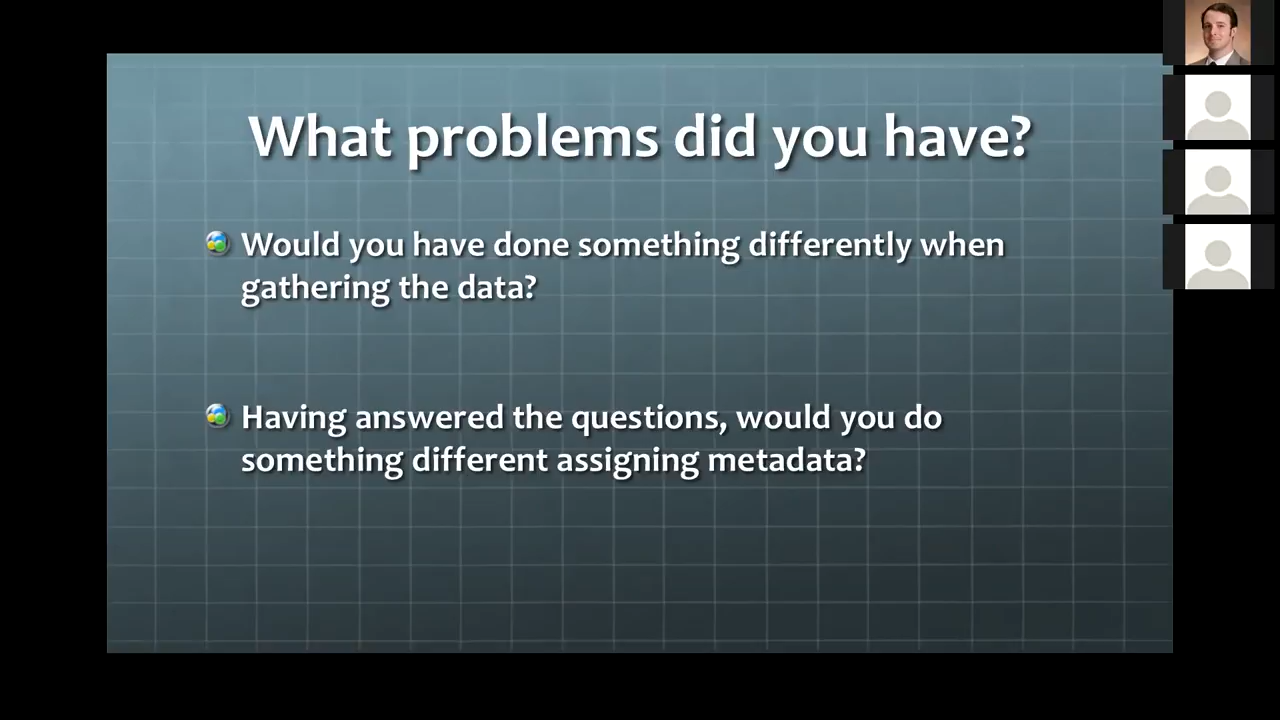 What problems did you have?
Would you have done something differently when
gathering the data?
Having answered the questions, would you do
something different assigning metadata?